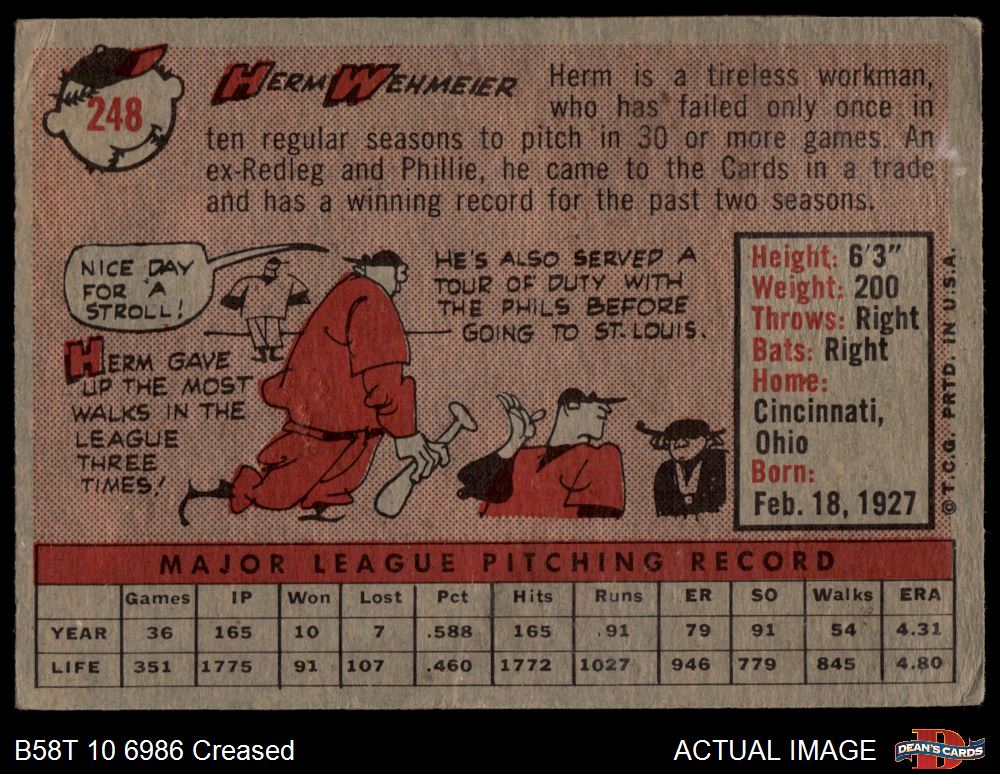 248
HERM WEHMEIER
Herm is a tireless workman,
who has failed only once in
ten regular seasons to pitch in 30 or more games. An
ex-Redleg and Phillie, he came to the Cards in a trade
and has a winning record for the past two seasons.
NICE DAY
FOR A
STROLL!
HERM GAVE
UP THE MOST
WALKS IN THE
LEAGUE
THREE
TIMES!
HE'S ALSO SERVED A
TOUR OF DUTY WITH
THE PHILS BEFORE
GOING TO ST. LOUIS.
Height: 6'3"
Weight: 200
Throws: Right
Bats: Right
Home:
Cincinnati,
Ohio
Born:
Feb. 18, 1927
© T.C.G. PRTD. IN U.S.A.
MAJOR LEAGUE PITCHING RECORD
Games IP Won Lost Pct Hits Runs ER SO Walks ERA
YEAR 36 165 10 7 .588 165 91 79 91 54 4.31
LIFE 351 1775 91 107 .460 1772 1027 946 779 845 4.80
B58T 10 6986 Creased
ACTUAL IMAGE
D
DEAN'S CARDS